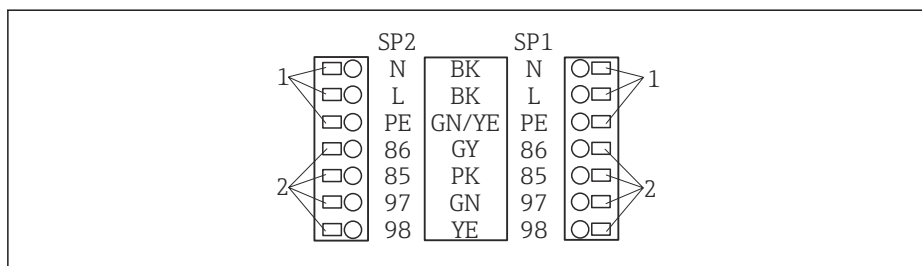 SP2 SP1
1 N BK N 1
L BK L
PE GN/YE PE
86 GY 86
2 85 PK 85 2
97 GN 97
98 YE 98